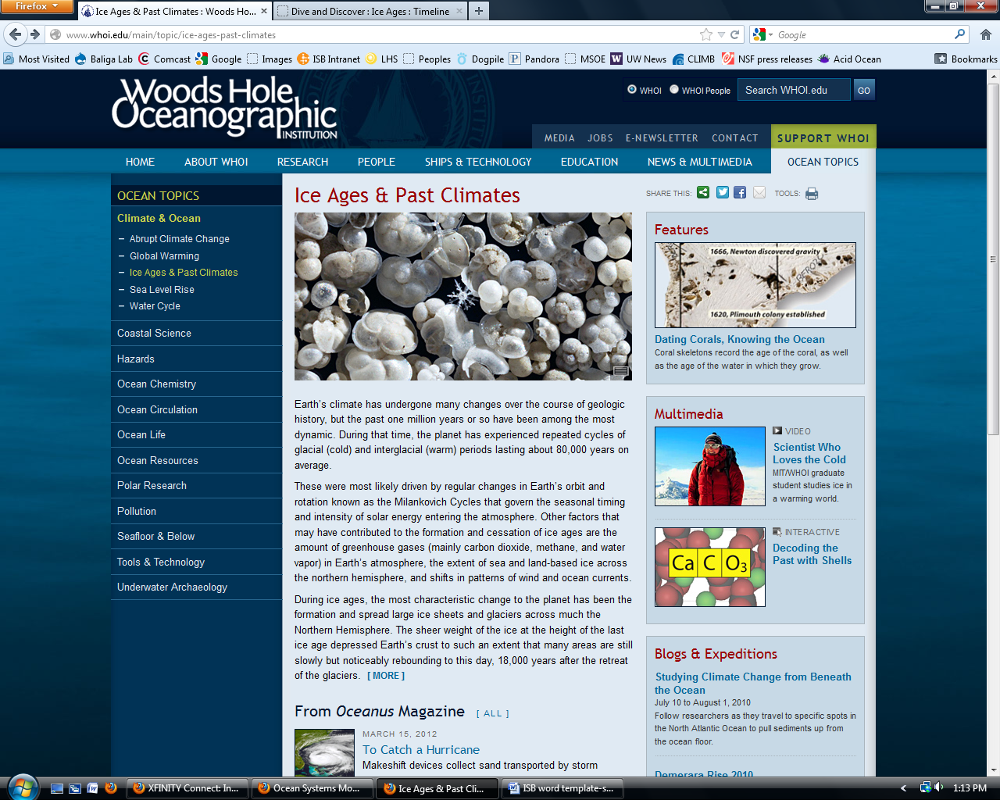 Firefox
Ice Ages & Past Climates : Woods Ho...
Dive and Discover : Ice Ages : Timeline
www.whoi.edu/main/topic/ice-ages-past-climates
Google
Most Visited
Baliga Lab
Comcast
Google
Images
ISB Intranet
LHS
Peoples
Dogpile
Pandora
MSOE
UW News
CLIMB
NSF press releases
Acid Ocean
Bookmarks
Woods Hole
Oceanographic
INSTITUTION
WHOI
WHOI People
Search WHOI.edu
GO
MEDIA
JOBS
E-NEWSLETTER
CONTACT
SUPPORT WHOI
HOME
ABOUT WHOI
RESEARCH
PEOPLE
SHIPS & TECHNOLOGY
EDUCATION
NEWS & MULTIMEDIA
OCEAN TOPICS
OCEAN TOPICS
Climate & Ocean
– Abrupt Climate Change
– Global Warming
– Ice Ages & Past Climates
– Sea Level Rise
– Water Cycle
Coastal Science
Hazards
Ocean Chemistry
Ocean Circulation
Ocean Life
Ocean Resources
Polar Research
Pollution
Seafloor & Below
Tools & Technology
Underwater Archaeology
Ice Ages & Past Climates
Earth's climate has undergone many changes over the course of geologic
history, but the past one million years or so have been among the most
dynamic. During that time, the planet has experienced repeated cycles of
glacial (cold) and interglacial (warm) periods lasting about 80,000 years on
average.
These were most likely driven by regular changes in Earth's orbit and
rotation known as the Milankovich Cycles that govern the seasonal timing
and intensity of solar energy entering the atmosphere. Other factors that
may have contributed to the formation and cessation of ice ages are the
amount of greenhouse gases (mainly carbon dioxide, methane, and water
vapor) in Earth's atmosphere, the extent of sea and land-based ice across
the northern hemisphere, and shifts in patterns of wind and ocean currents.
During ice ages, the most characteristic change to the planet has been the
formation and spread large ice sheets and glaciers across much the
Northern Hemisphere. The sheer weight of the ice at the height of the last
ice age depressed Earth's crust to such an extent that many areas are still
slowly but noticeably rebounding to this day, 18,000 years after the retreat
of the glaciers. [ MORE ]
From Oceanus Magazine [ ALL ]
MARCH 15, 2012
To Catch a Hurricane
Makeshift devices collect sand transported by storm
SHARE THIS:
TOOLS:
Features
1666, Newton discovered gravity
1620, Plimouth colony established
Dating Corals, Knowing the Ocean
Coral skeletons record the age of the coral, as well
as the age of the water in which they grow.
Multimedia
VIDEO
Scientist Who
Loves the Cold
MIT/WHOI graduate
student studies ice in
a warming world.
Ca C O3
INTERACTIVE
Decoding the
Past with Shells
Blogs & Expeditions
Studying Climate Change from Beneath
the Ocean
July 10 to August 1, 2010
Follow researchers as they travel to specific spots in
the North Atlantic Ocean to pull sediments up from
the ocean floor.
Demerara Rise 2010
XFINITY Connect: In...
Ocean Systems Mo...
Ice Ages & Past Cli...
ISB word template-s...
1:13 PM